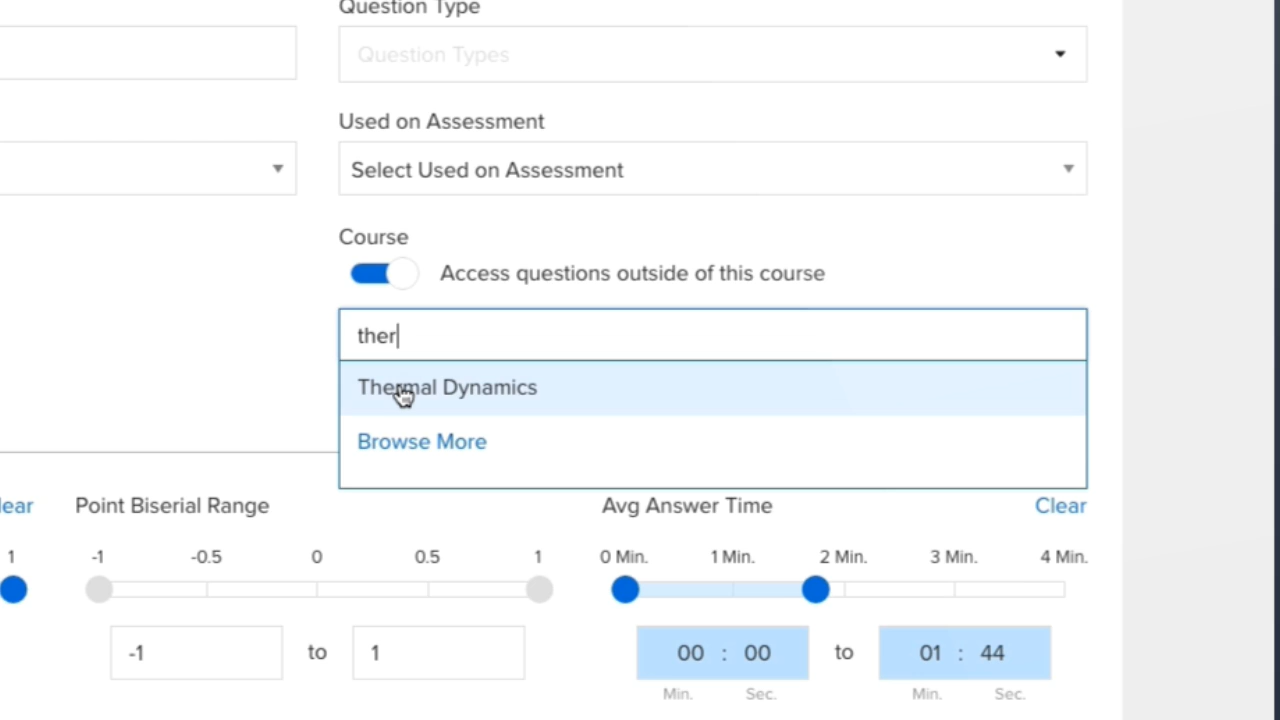 Question Type
Question Types
Used on Assessment
Select Used on Assessment
Course
Access questions outside of this course
ther
Thermal Dynamics
Browse More
Point Biserial Range
Avg Answer Time
Clear
1
-1 -0.5 0 0.5 1
0 Min. 1 Min. 2 Min. 3 Min. 4 Min.
-1 to 1
00 : 00 to 01 : 44
Min. Sec. Min. Sec.